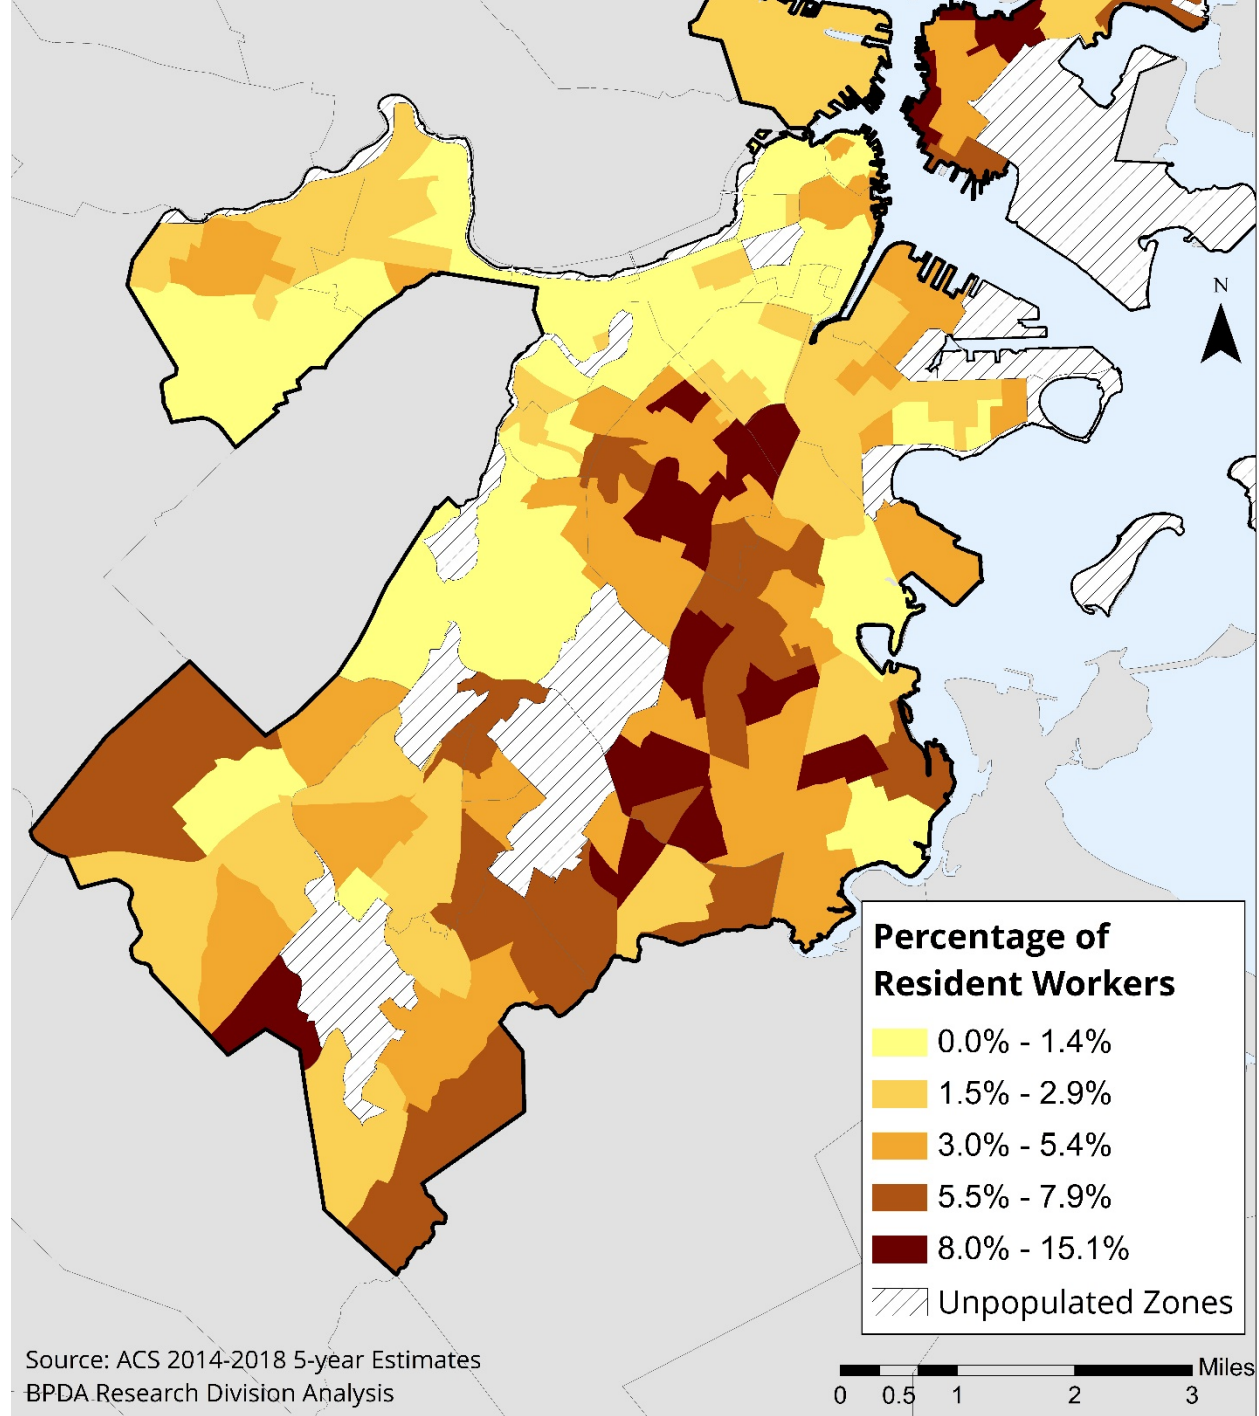 N
Percentage of
Resident Workers
0.0% - 1.4%
1.5% - 2.9%
3.0% - 5.4%
5.5% - 7.9%
8.0% - 15.1%
Unpopulated Zones
Source: ACS 2014-2018 5-year Estimates
BPDA Research Division Analysis
Miles
0 0.5 1 2 3